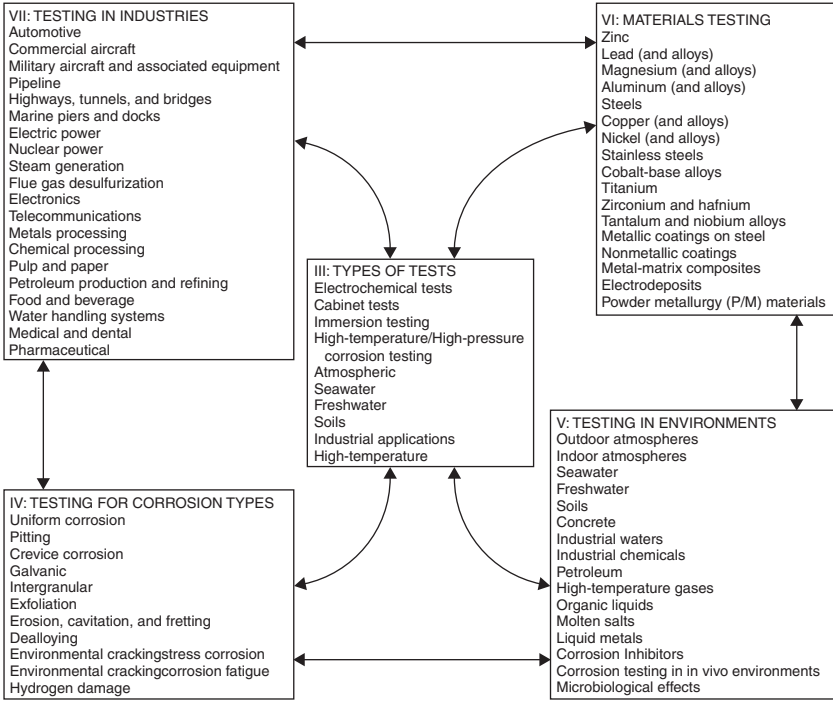 VII: TESTING IN INDUSTRIES
Automotive
Commercial aircraft
Military aircraft and associated equipment
Pipeline
Highways, tunnels, and bridges
Marine piers and docks
Electric power
Nuclear power
Steam generation
Flue gas desulfurization
Electronics
Telecommunications
Metals processing
Chemical processing
Pulp and paper
Petroleum production and refining
Food and beverage
Water handling systems
Medical and dental
Pharmaceutical
VI: MATERIALS TESTING
Zinc
Lead (and alloys)
Magnesium (and alloys)
Aluminum (and alloys)
Steels
Copper (and alloys)
Nickel (and alloys)
Stainless steels
Cobalt-base alloys
Titanium
Zirconium and hafnium
Tantalum and niobium alloys
Metallic coatings on steel
Nonmetallic coatings
Metal-matrix composites
Electrodeposits
Powder metallurgy (P/M) materials
III: TYPES OF TESTS
Electrochemical tests
Cabinet tests
Immersion testing
High-temperature/High-pressure
corrosion testing
Atmospheric
Seawater
Freshwater
Soils
Industrial applications
High-temperature
IV: TESTING FOR CORROSION TYPES
Uniform corrosion
Pitting
Crevice corrosion
Galvanic
Intergranular
Exfoliation
Erosion, cavitation, and fretting
Dealloying
Environmental crackingstress corrosion
Environmental crackingcorrosion fatigue
Hydrogen damage
V: TESTING IN ENVIRONMENTS
Outdoor atmospheres
Indoor atmospheres
Seawater
Freshwater
Soils
Concrete
Industrial waters
Industrial chemicals
Petroleum
High-temperature gases
Organic liquids
Molten salts
Liquid metals
Corrosion Inhibitors
Corrosion testing in in vivo environments
Microbiological effects